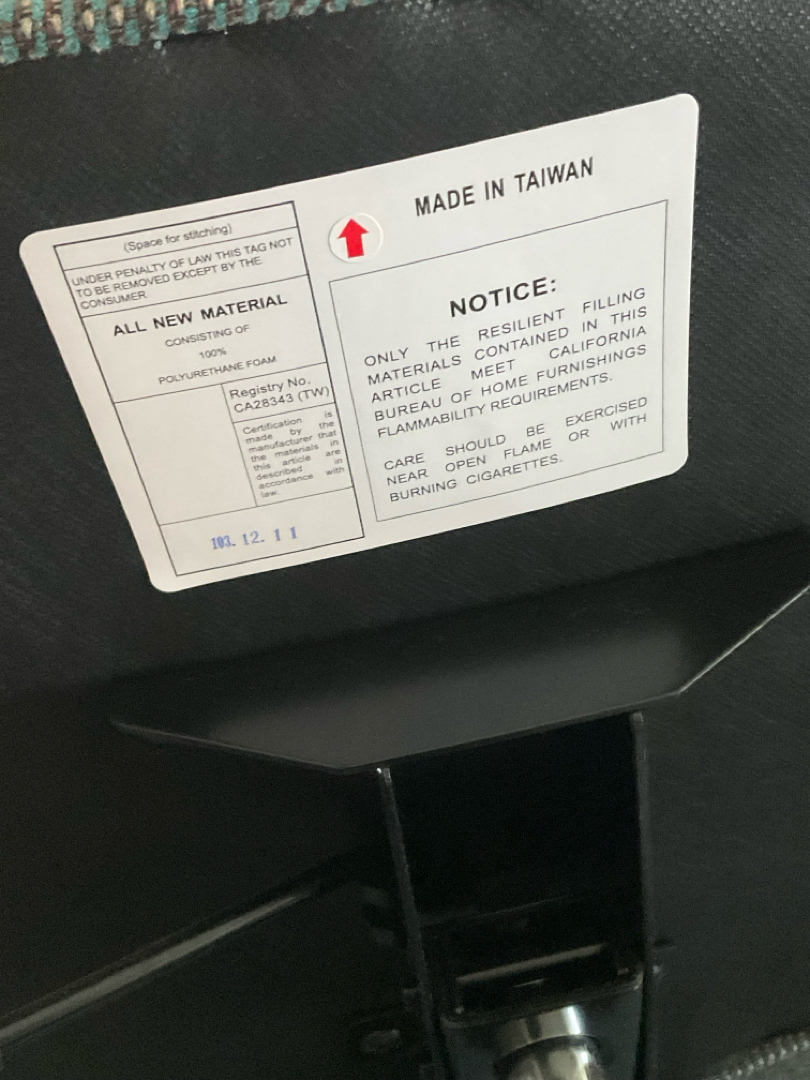 (Space for stitching)
UNDER PENALTY OF LAW THIS TAG NOT
TO BE REMOVED EXCEPT BY THE
CONSUMER
ALL NEW MATERIAL
CONSISTING OF
100%
POLYURETHANE FOAM
Registry No.
CA28343 (TW)
Certification is
made by the
manufacturer that
the materials in
this article are
described in
accordance with
law.
103. 12. 1 1
MADE IN TAIWAN
NOTICE:
ONLY THE RESILIENT FILLING
MATERIALS CONTAINED IN THIS
ARTICLE MEET CALIFORNIA
BUREAU OF HOME FURNISHINGS
FLAMMABILITY REQUIREMENTS.
CARE SHOULD BE EXERCISED
NEAR OPEN FLAME OR WITH
BURNING CIGARETTES.